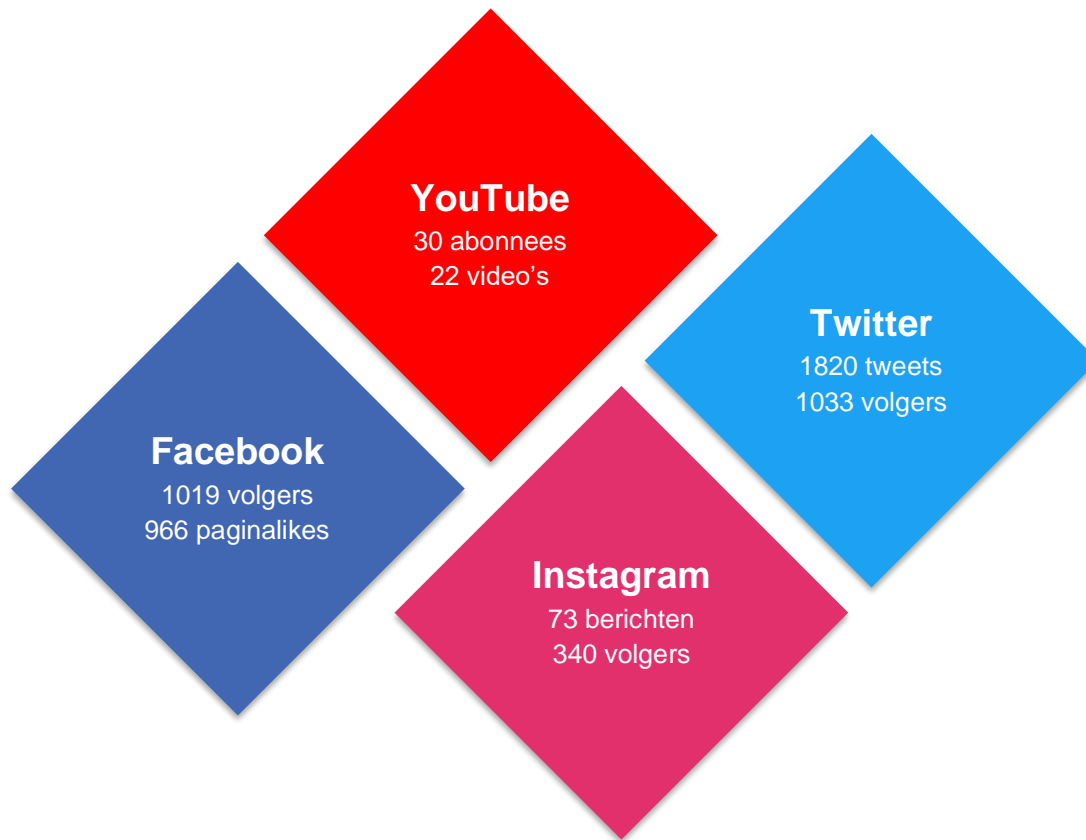 YouTube
30 abonnees
22 video’s
Twitter
1820 tweets
1033 volgers
Facebook
1019 volgers
966 paginalikes
Instagram
73 berichten
340 volgers